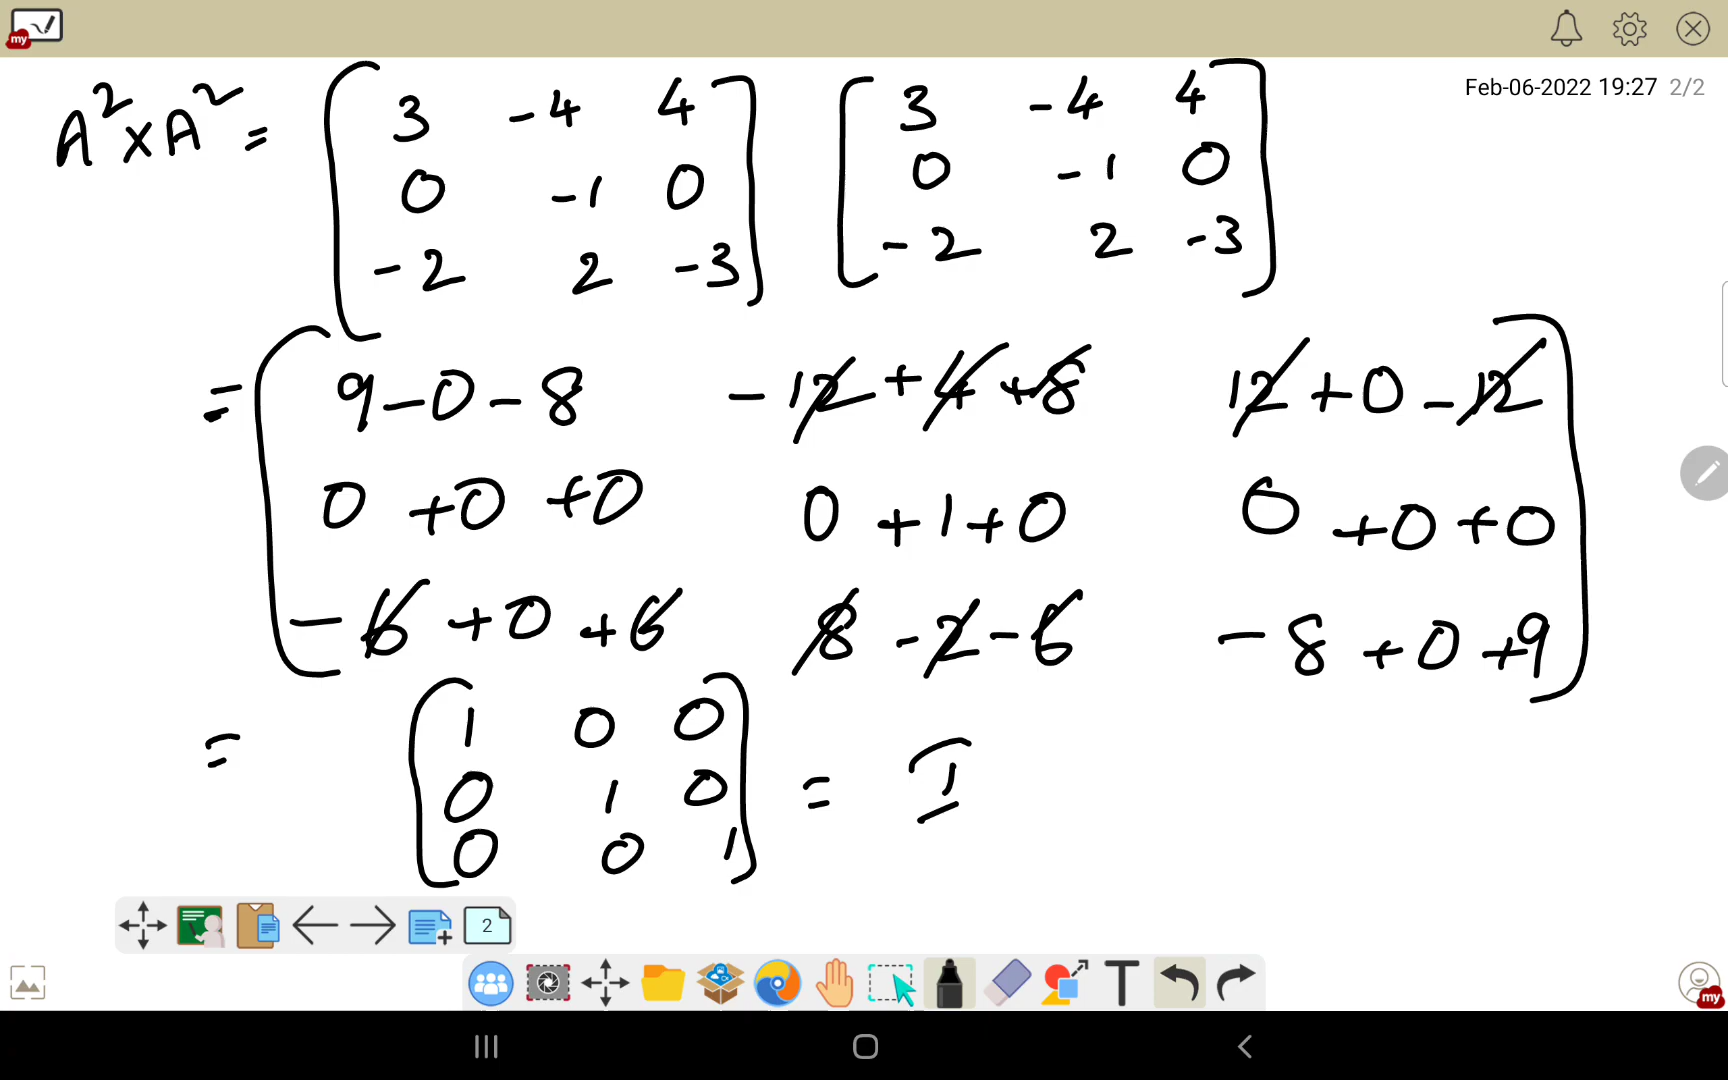 my
Feb-06-2022 19:27 2/2
A² × A² = [ 3 -4 4 ] [ 3 -4 4 ]
0 -1 0 0 -1 0
-2 2 -3 -2 2 -3
= [ 9-0-8 -12+4+8 12+0-12 ]
0+0+0 0+1+0 0+0+0
-6+0+6 8-2-6 -8+0+9
= [ 1 0 0 ]
0 1 0 = I
0 0 1
2
T
my